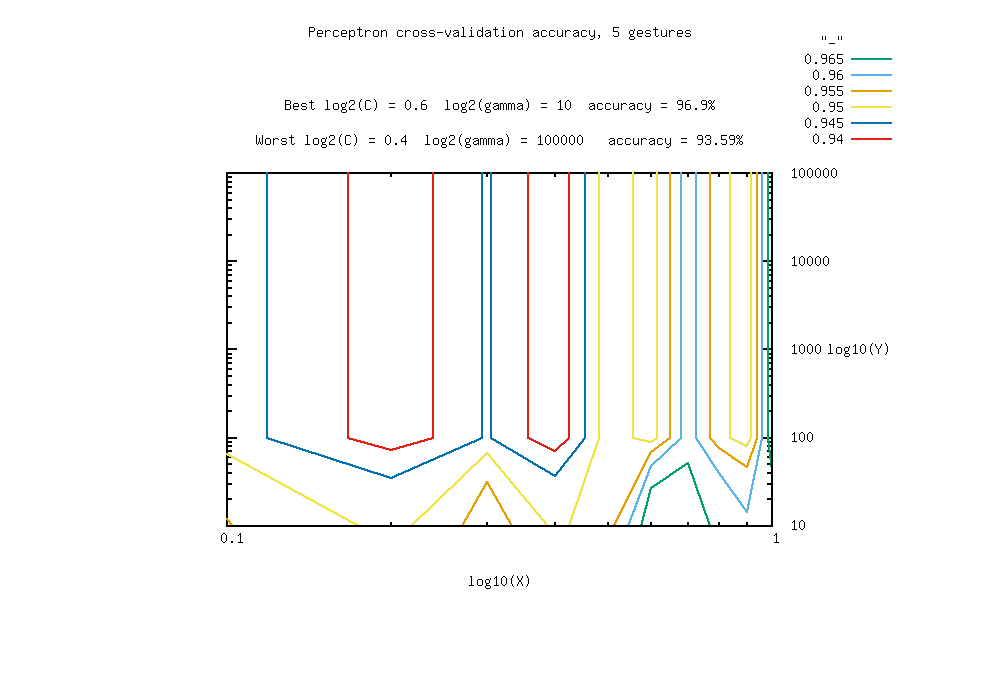 Perceptron cross-validation accuracy, 5 gestures
"_"
0.965
0.96
0.955
0.95
0.945
0.94
Best log2(C) = 0.6  log2(gamma) = 10  accuracy = 96.9%
Worst log2(C) = 0.4  log2(gamma) = 100000   accuracy = 93.59%
100000
10000
1000 log10(Y)
100
10
0.1 1
log10(X)